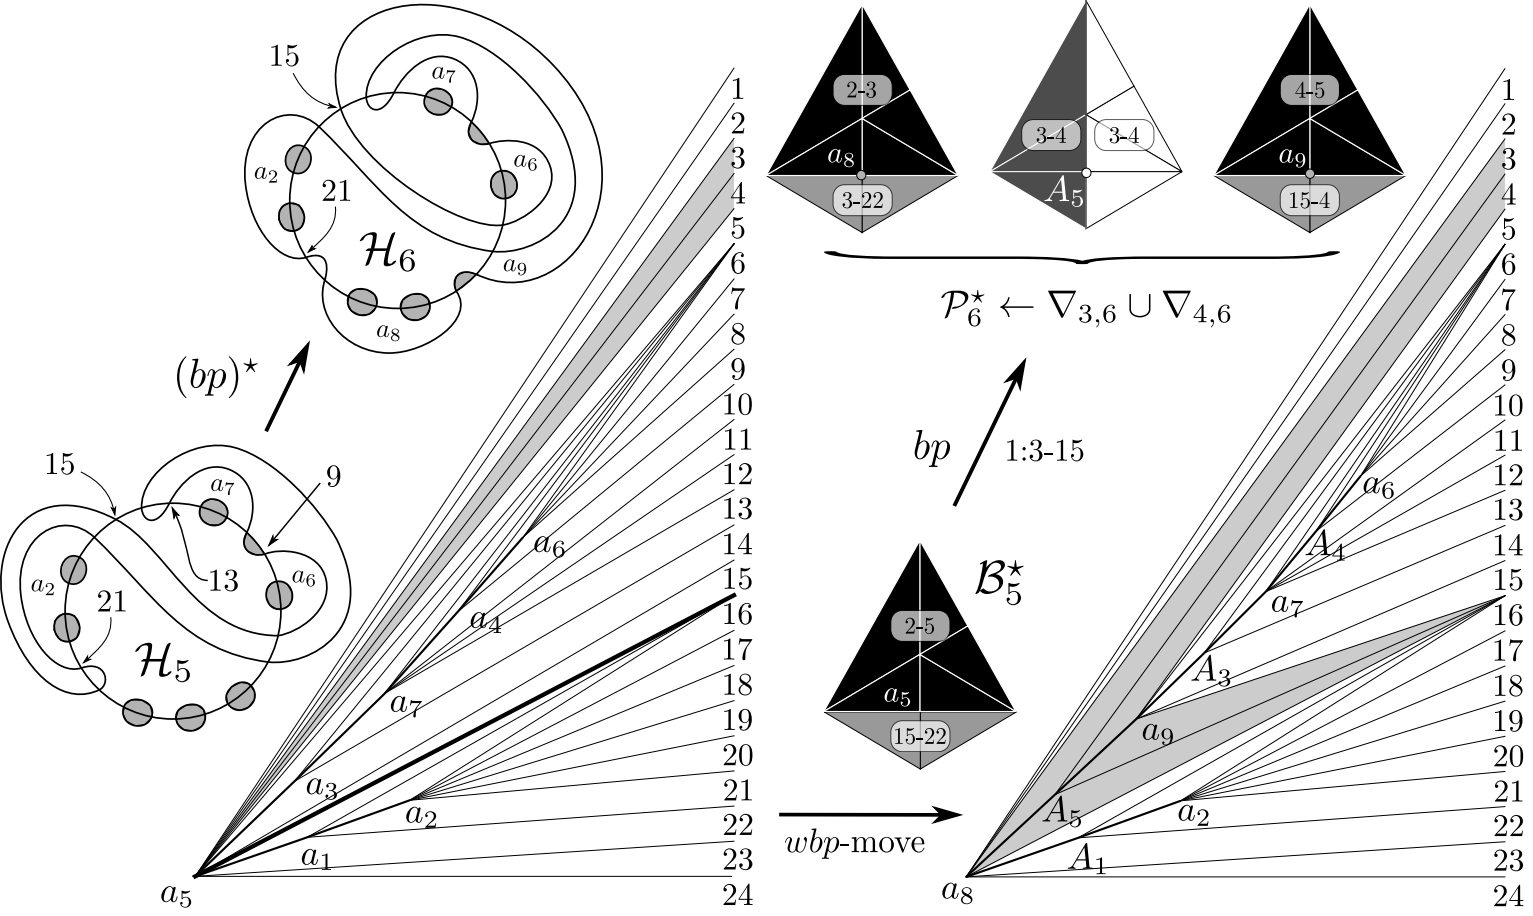 15
a₇
a₂
a₆
21
ℋ₆
a₉
a₈
(bp)⋆
15
a₇
9
a₂
13
a₆
21
ℋ₅
1
2
3
4
5
6
7
8
9
10
11
12
13
14
15
16
17
18
19
20
21
22
23
24
a₆
a₄
a₇
a₃
a₂
a₁
a₅
2-3
a₈
3-22
3-4
3-4
A₅
4-5
a₉
15-4
𝒫₆⋆ ← ∇₃,₆ ∪ ∇₄,₆
bp 1:3-15
ℬ₅⋆
2-5
a₅
15-22
wbp-move
1
2
3
4
5
6
7
8
9
10
11
12
13
14
15
16
17
18
19
20
21
22
23
24
a₆
A₄
a₇
A₃
a₉
A₅
a₂
A₁
a₈